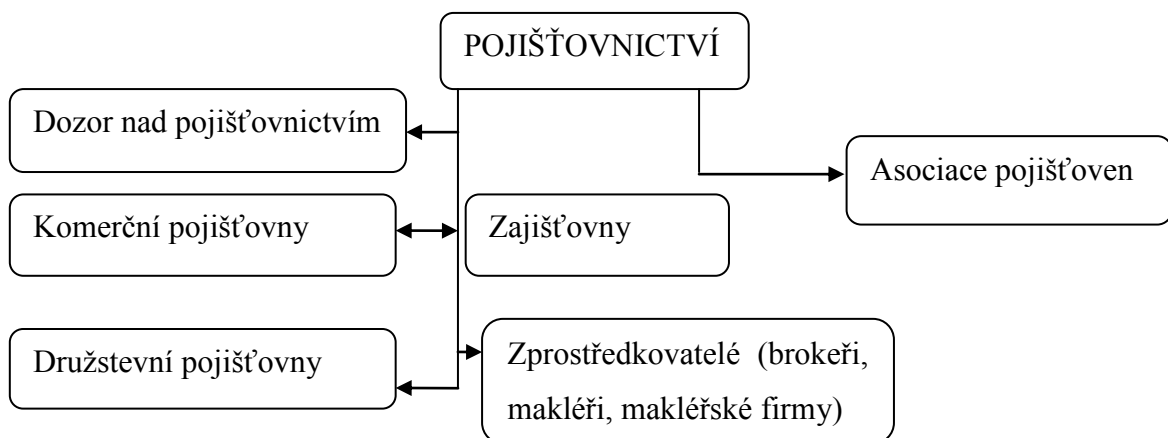 POJIŠŤOVNICTVÍ
Dozor nad pojišťovnictvím
Asociace pojišťoven
Komerční pojišťovny
Zajišťovny
Družstevní pojišťovny
Zprostředkovatelé (brokeři,
makléři, makléřské firmy)